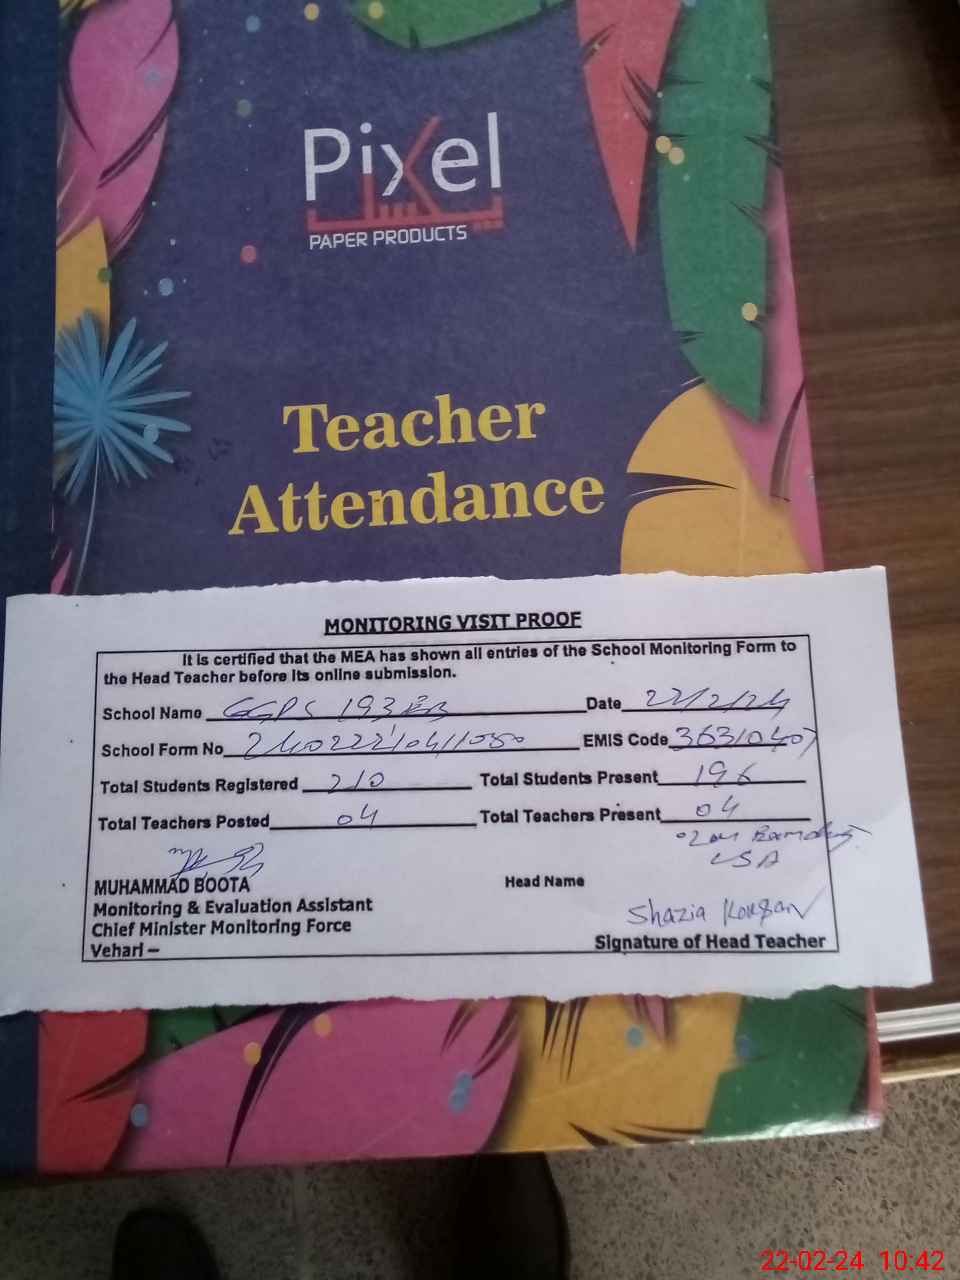 Pixel
PAPER PRODUCTS
Teacher
Attendance
MONITORING VISIT PROOF
It is certified that the MEA has shown all entries of the School Monitoring Form to
the Head Teacher before its online submission.
School Name GGPS 193 EB Date 22/2/24
School Form No EMIS Code 36310407
Total Students Registered 210 Total Students Present 196
Total Teachers Posted 04 Total Teachers Present 04
MUHAMMAD BOOTA Head Name
Monitoring & Evaluation Assistant
Chief Minister Monitoring Force Shazia
Vehari – Signature of Head Teacher
22-02-24 10:42